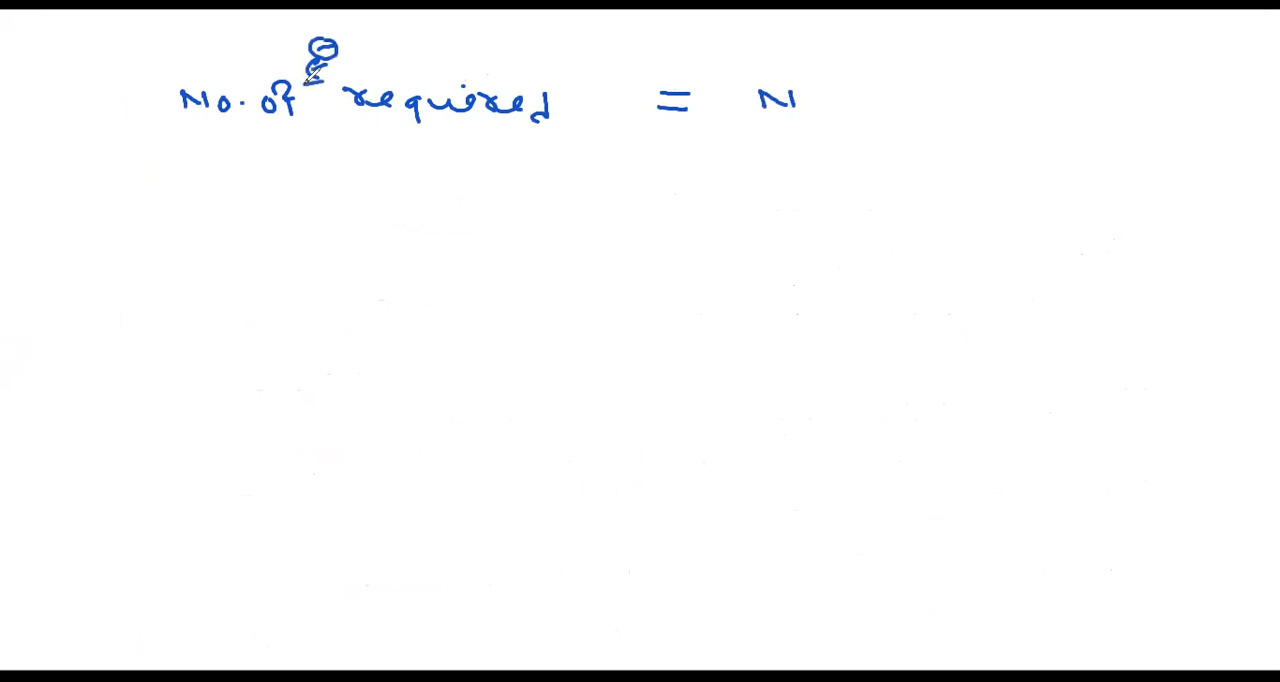 No. of e⊖ required = N